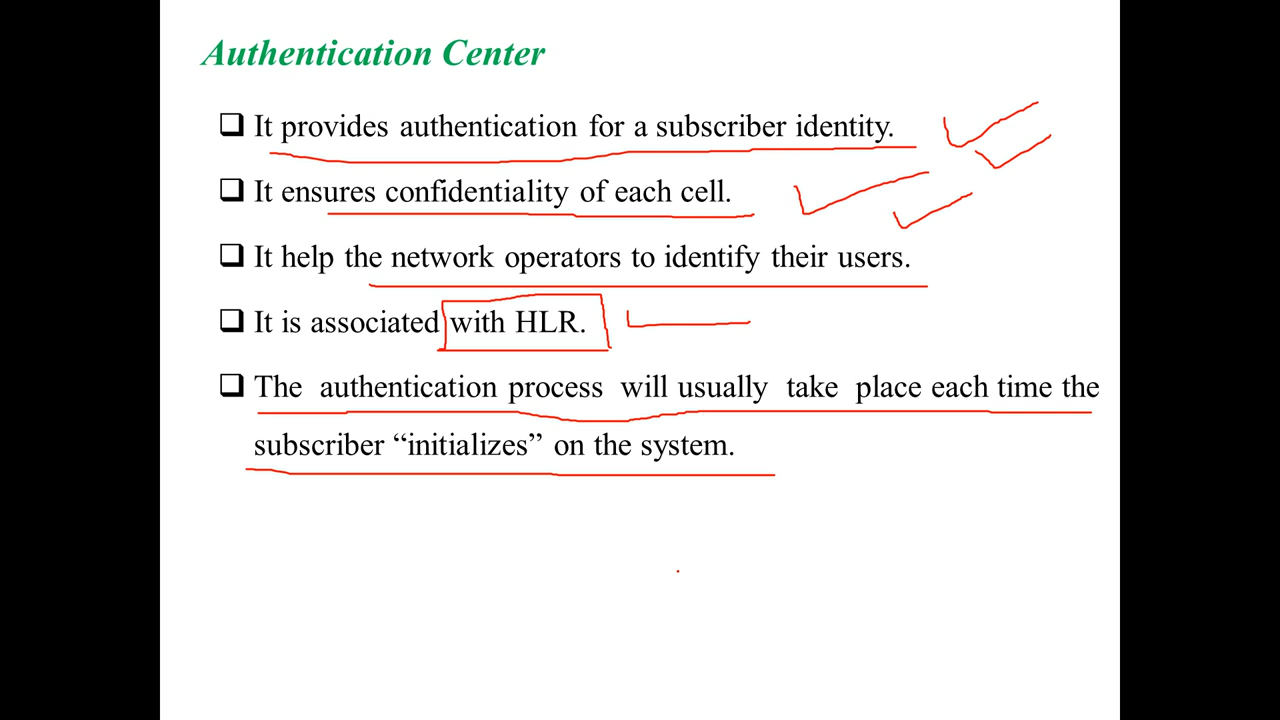 Authentication Center
It provides authentication for a subscriber identity.
It ensures confidentiality of each cell.
It help the network operators to identify their users.
It is associated with HLR.
The authentication process will usually take place each time the
subscriber “initializes” on the system.